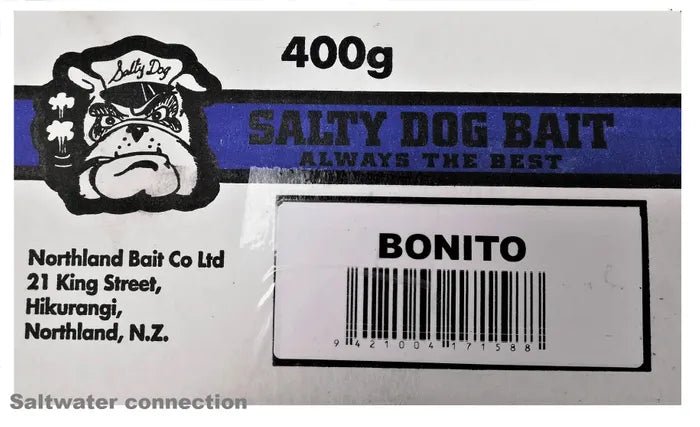 400g
Salty Dog
SALTY DOG BAIT
ALWAYS THE BEST
Northland Bait Co Ltd
21 King Street,
Hikurangi,
Northland, N.Z.
BONITO
9 421004 171588
Saltwater connection